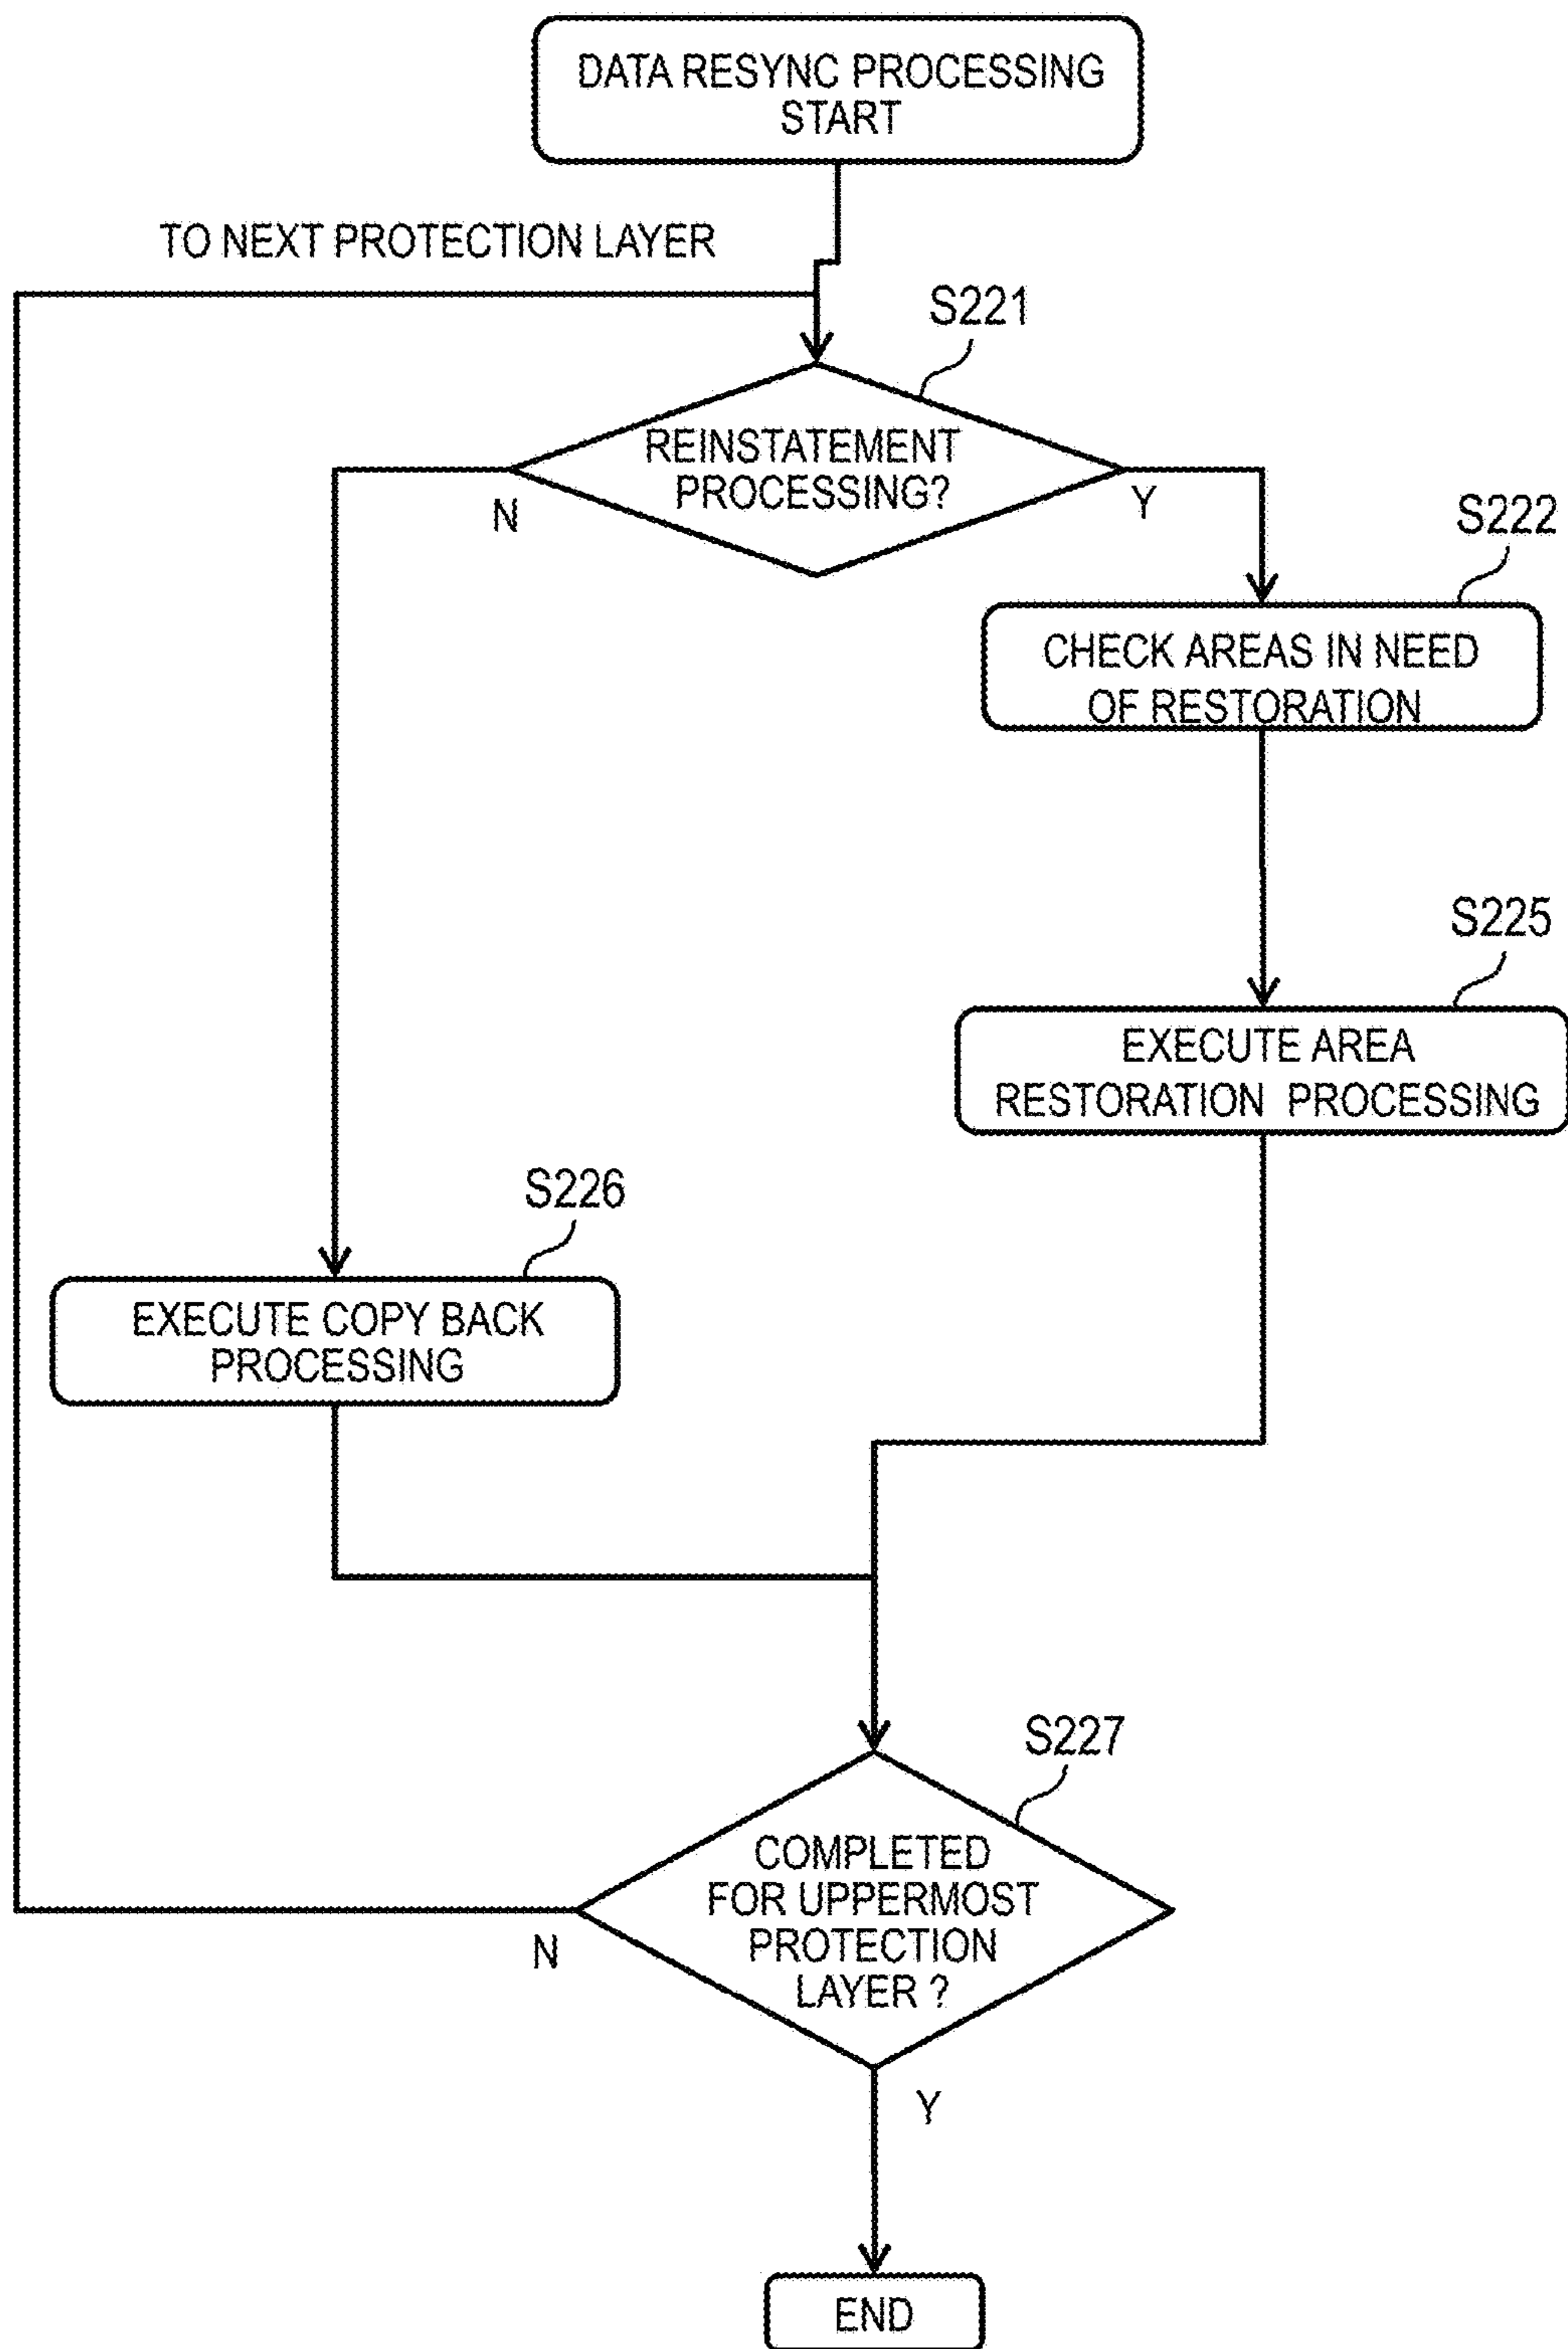 DATA RESYNC PROCESSING
START
TO NEXT PROTECTION LAYER
S221
REINSTATEMENT
PROCESSING?
N
Y
S222
CHECK AREAS IN NEED
OF RESTORATION
S225
EXECUTE AREA
RESTORATION PROCESSING
S226
EXECUTE COPY BACK
PROCESSING
S227
COMPLETED
FOR UPPERMOST
PROTECTION
LAYER ?
N
Y
END